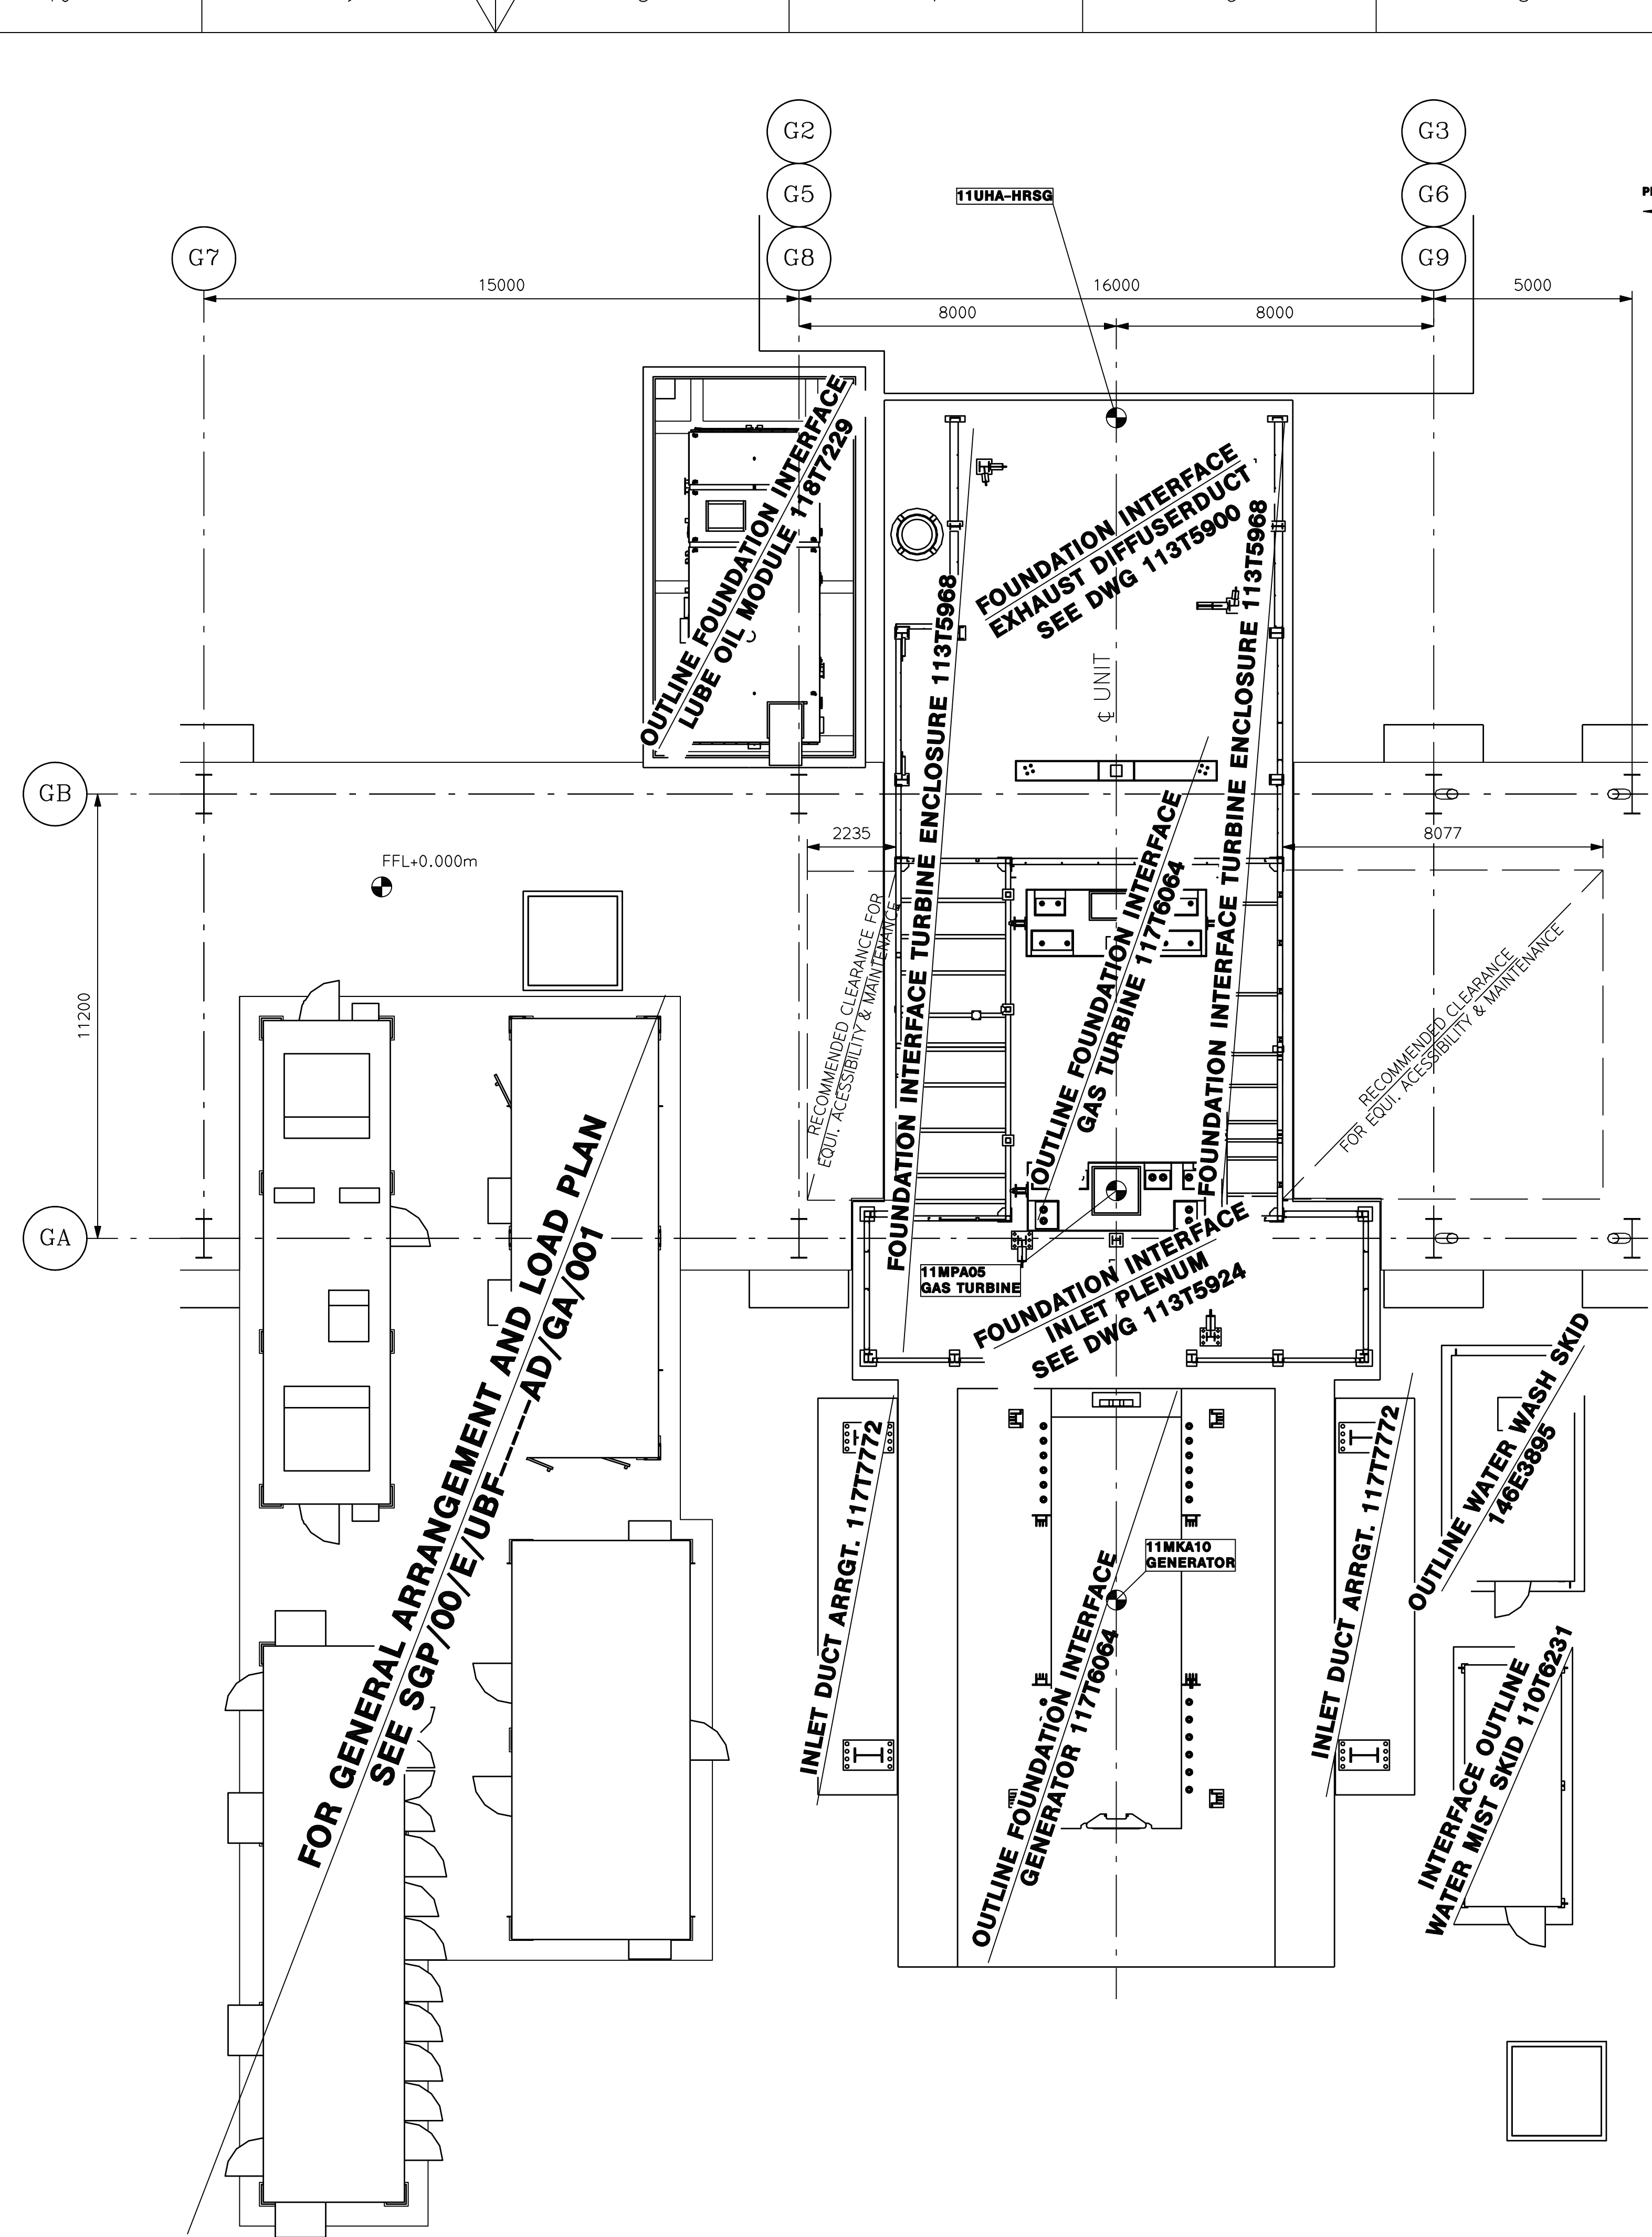 G2
G3
G5
G6
11UHA-HRSG
G7
G8
G9
15000
16000
5000
8000
8000
OUTLINE FOUNDATION INTERFACE
LUBE OIL MODULE 118T7229
FOUNDATION INTERFACE
EXHAUST DIFFUSERDUCT
SEE DWG 113T5900
FOUNDATION INTERFACE TURBINE ENCLOSURE 113T5968
FOUNDATION INTERFACE TURBINE ENCLOSURE 113T5968
℄ UNIT
GB
2235
8077
FFL+0.000m
11200
RECOMMENDED CLEARANCE FOR
EQUI. ACESSIBILITY & MAINTENANCE
OUTLINE FOUNDATION INTERFACE
GAS TURBINE 117T6064
RECOMMENDED CLEARANCE
FOR EQUI. ACESSIBILITY & MAINTENANCE
GA
11MPA05
GAS TURBINE
FOUNDATION INTERFACE
INLET PLENUM
SEE DWG 113T5924
FOR GENERAL ARRANGEMENT AND LOAD PLAN
SEE SGP/00/E/UBF-----AD/GA/001
INLET DUCT ARRGT. 117T7772
INLET DUCT ARRGT. 117T7772
OUTLINE WATER WASH SKID
146E3895
11MKA10
GENERATOR
OUTLINE FOUNDATION INTERFACE
GENERATOR 117T6064
INTERFACE OUTLINE
WATER MIST SKID 110T6231